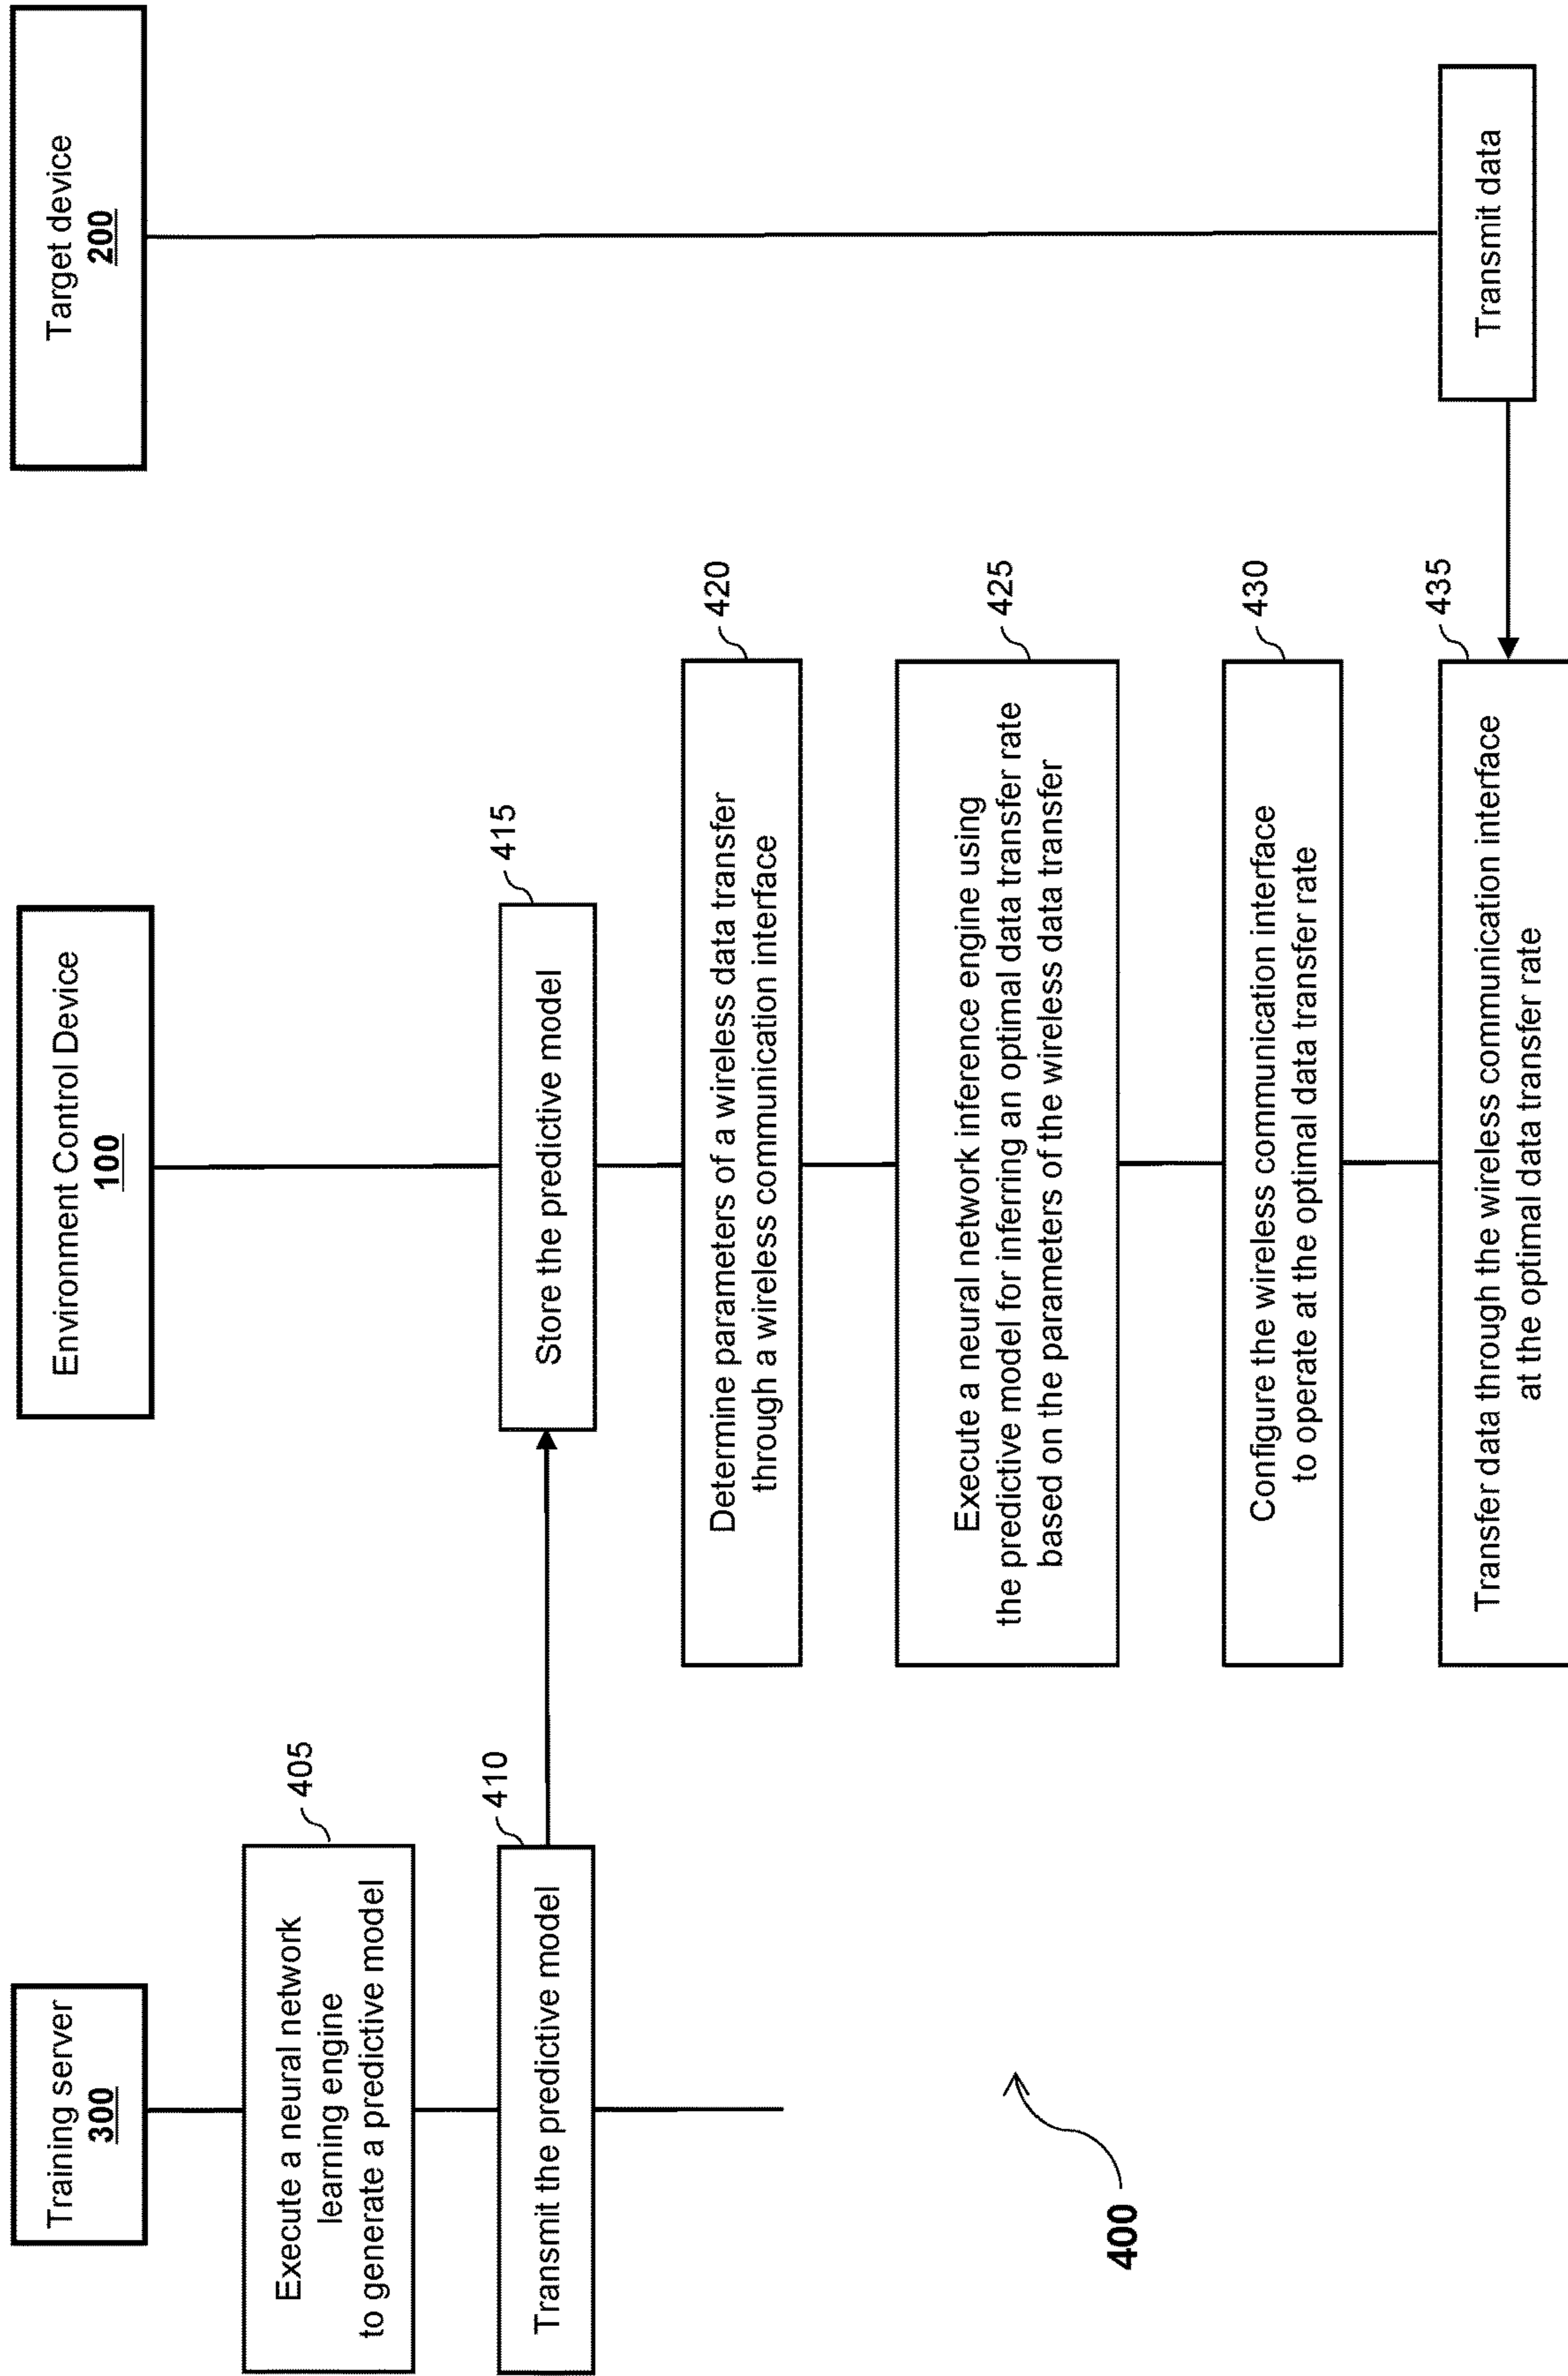 Training server
300
Environment Control Device
100
Target device
200
405
Execute a neural network
learning engine
to generate a predictive model
410
Transmit the predictive model
415
Store the predictive model
420
Determine parameters of a wireless data transfer
through a wireless communication interface
425
Execute a neural network inference engine using
the predictive model for inferring an optimal data transfer rate
based on the parameters of the wireless data transfer
430
Configure the wireless communication interface
to operate at the optimal data transfer rate
435
Transfer data through the wireless communication interface
at the optimal data transfer rate
Transmit data
400